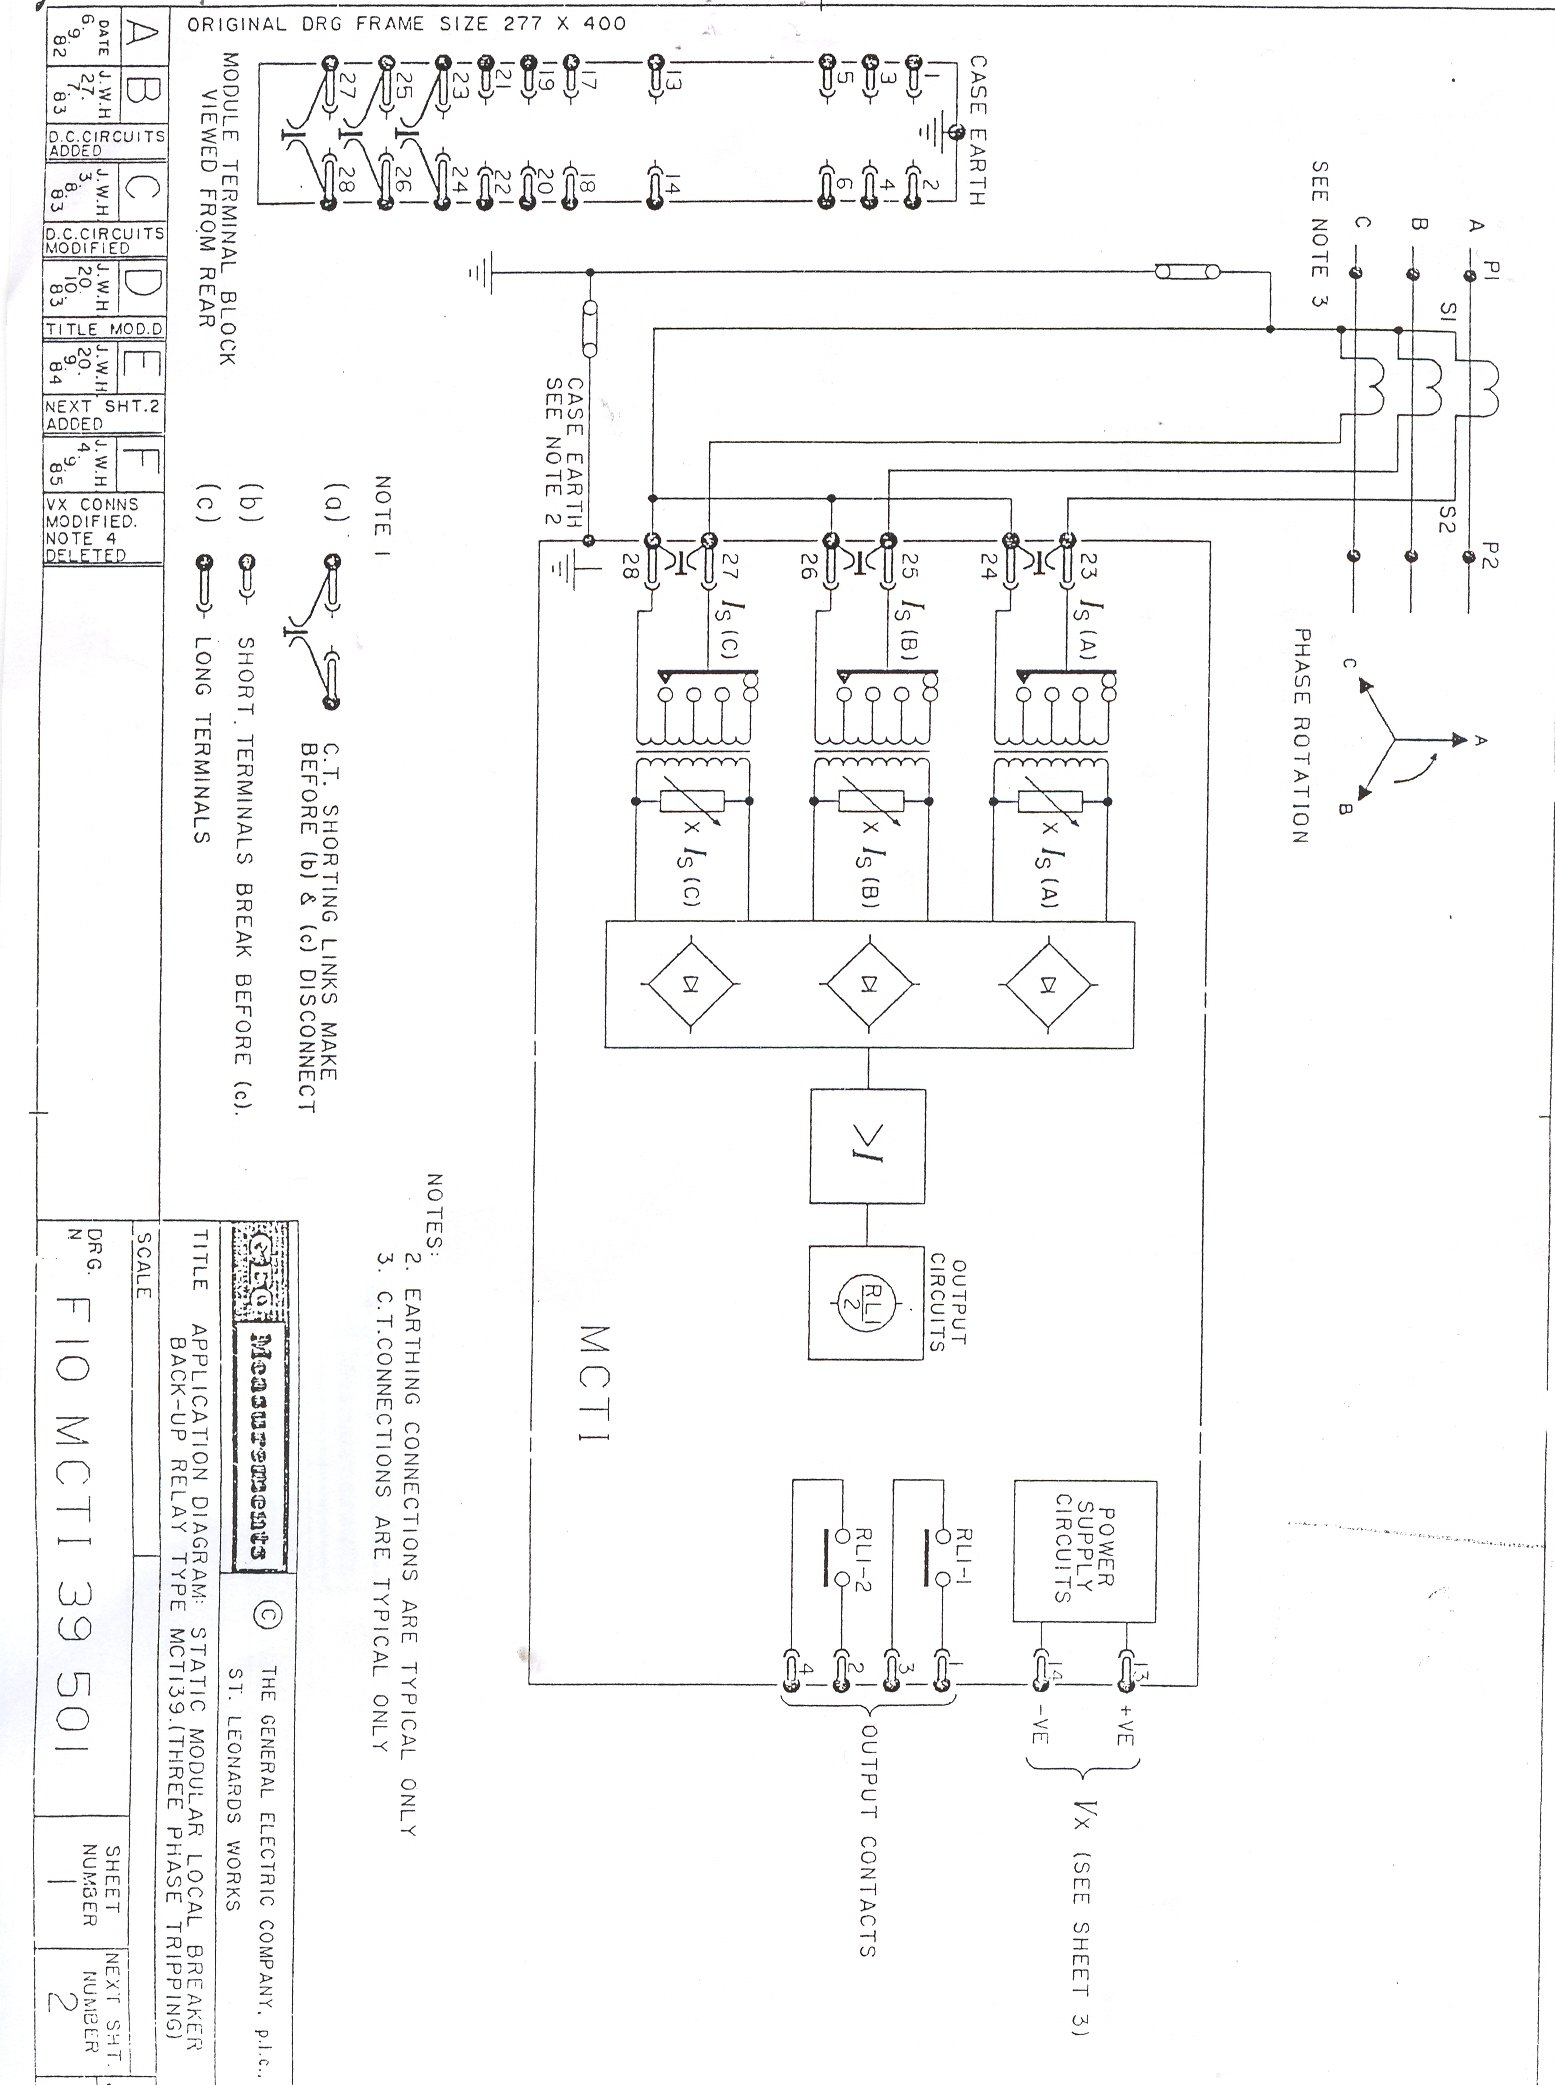 ORIGINAL DRG FRAME SIZE 277 X 400
CASE EARTH
1 2
3 4
5 6
13 14
17 18
19 20
21 22
23 24
25 26
27 28
MODULE TERMINAL BLOCK
VIEWED FROM REAR
P1
A
B
C
S1
S2
P2
SEE NOTE 3
A
B
C
PHASE ROTATION
CASE EARTH
SEE NOTE 2
23
24
25
26
27
28
IS (A)
IS (B)
IS (C)
X IS (A)
X IS (B)
X IS (C)
>I
OUTPUT
CIRCUITS
RL1
2
MCTI
POWER
SUPPLY
CIRCUITS
RL1-1
RL1-2
13 +VE
14 -VE
VX (SEE SHEET 3)
1
3
2
4
OUTPUT CONTACTS
NOTE 1
(a) C.T. SHORTING LINKS MAKE
BEFORE (b) & (c) DISCONNECT
(b) SHORT TERMINALS BREAK BEFORE (c).
(c) LONG TERMINALS
NOTES:
2. EARTHING CONNECTIONS ARE TYPICAL ONLY
3. C.T.CONNECTIONS ARE TYPICAL ONLY
A
DATE
6.
9.
82
B
J.W.H
27.
7.
83
D.C.CIRCUITS
ADDED
C
J.W.H
3.
8.
83
D.C.CIRCUITS
MODIFIED
D
J.W.H
20.
10.
83
TITLE MOD.D
E
J.W.H
20.
9.
84
NEXT SHT.2
ADDED
F
J.W.H
4.
9.
85
VX CONNS
MODIFIED.
NOTE 4
DELETED
GEC Measurements
© THE GENERAL ELECTRIC COMPANY, p.l.c.,
ST. LEONARDS WORKS
TITLE APPLICATION DIAGRAM: STATIC MODULAR LOCAL BREAKER
BACK-UP RELAY TYPE MCTI39.(THREE PHASE TRIPPING)
SCALE
DRG.
N F10 MCTI 39 501
SHEET
NUMBER
1
NEXT SHT.
NUMBER
2